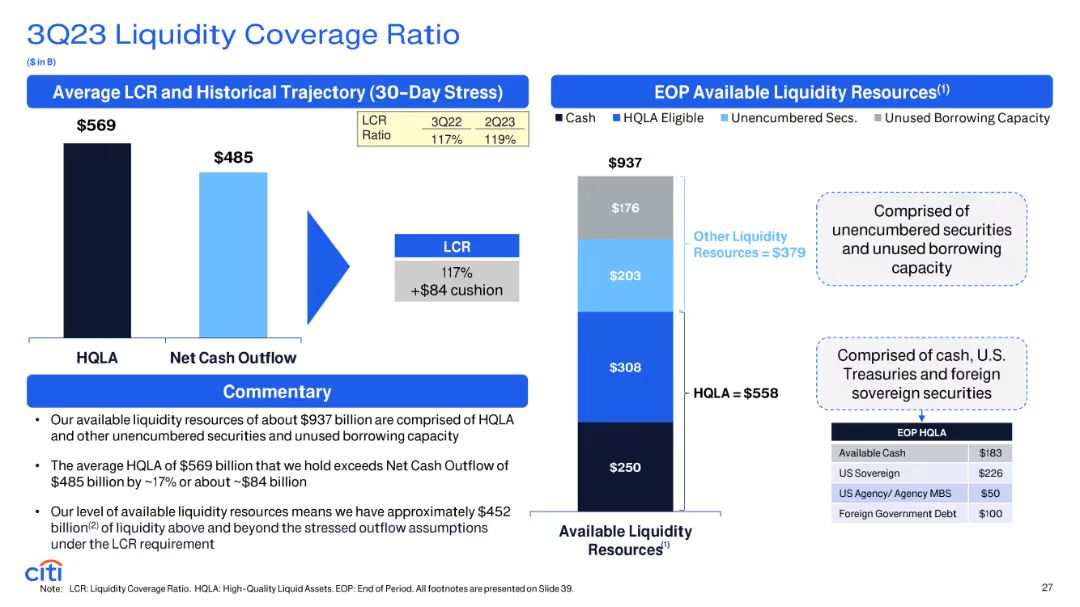 3Q23 Liquidity Coverage Ratio
($ in B)
Average LCR and Historical Trajectory (30-Day Stress)
$569
$485
LCR Ratio 3Q22 2Q23
117% 119%
LCR
117%
+$84 cushion
HQLA Net Cash Outflow
Commentary
• Our available liquidity resources of about $937 billion are comprised of HQLA
and other unencumbered securities and unused borrowing capacity
• The average HQLA of $569 billion that we hold exceeds Net Cash Outflow of
$485 billion by ~17% or about ~$84 billion
• Our level of available liquidity resources means we have approximately $452
billion(2) of liquidity above and beyond the stressed outflow assumptions
under the LCR requirement
EOP Available Liquidity Resources(1)
Cash HQLA Eligible Unencumbered Secs. Unused Borrowing Capacity
$937
$176
$203
$308
$250
Other Liquidity
Resources = $379
HQLA = $558
Available Liquidity
Resources(1)
Comprised of
unencumbered securities
and unused borrowing
capacity
Comprised of cash, U.S.
Treasuries and foreign
sovereign securities
EOP HQLA
Available Cash $183
US Sovereign $226
US Agency/ Agency MBS $50
Foreign Government Debt $100
citi
Note: LCR: Liquidity Coverage Ratio. HQLA: High-Quality Liquid Assets. EOP: End of Period. All footnotes are presented on Slide 39.
27